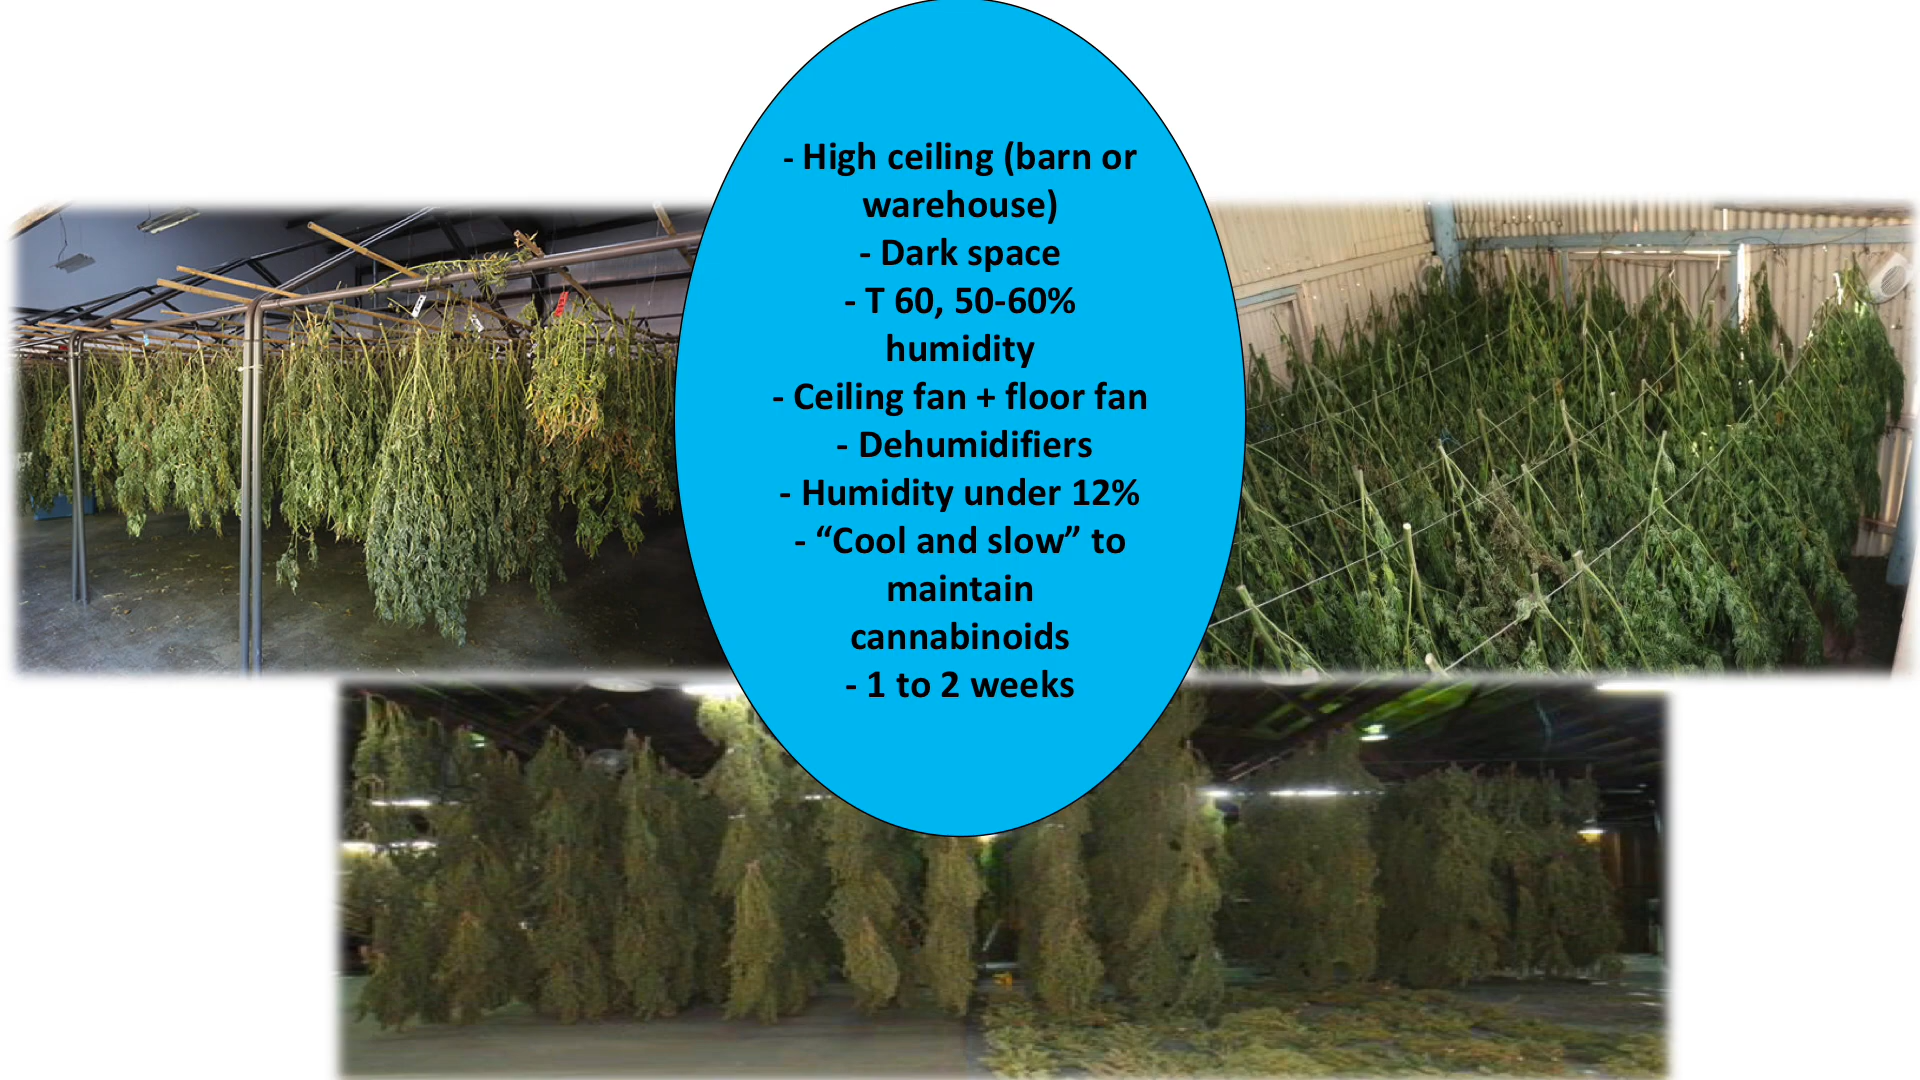 - High ceiling (barn or
warehouse)
- Dark space
- T 60, 50-60%
humidity
- Ceiling fan + floor fan
- Dehumidifiers
- Humidity under 12%
- “Cool and slow” to
maintain
cannabinoids
- 1 to 2 weeks